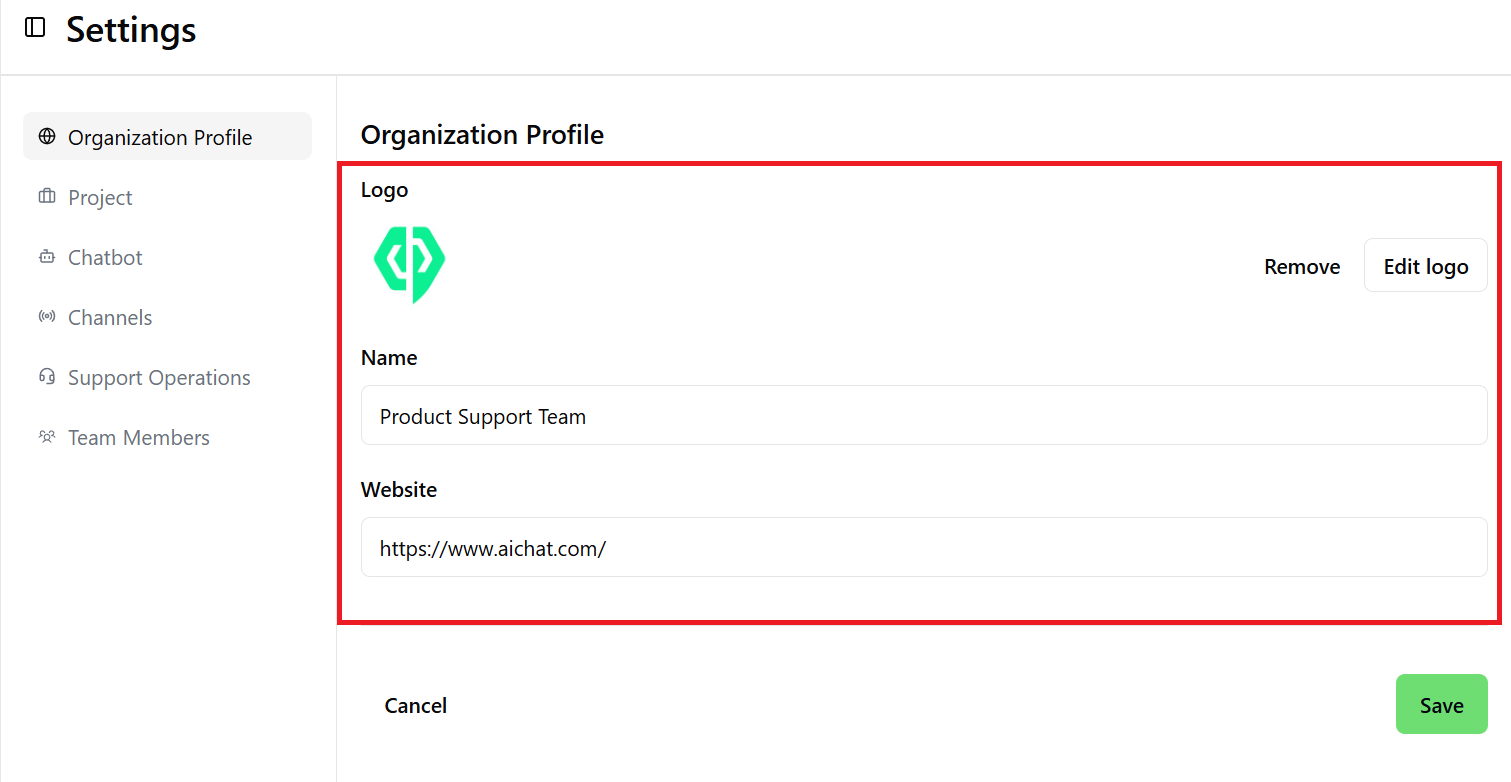 Settings
Organization Profile
Project
Chatbot
Channels
Support Operations
Team Members
Organization Profile
Logo
Remove
Edit logo
Name
Product Support Team
Website
https://www.aichat.com/
Cancel
Save